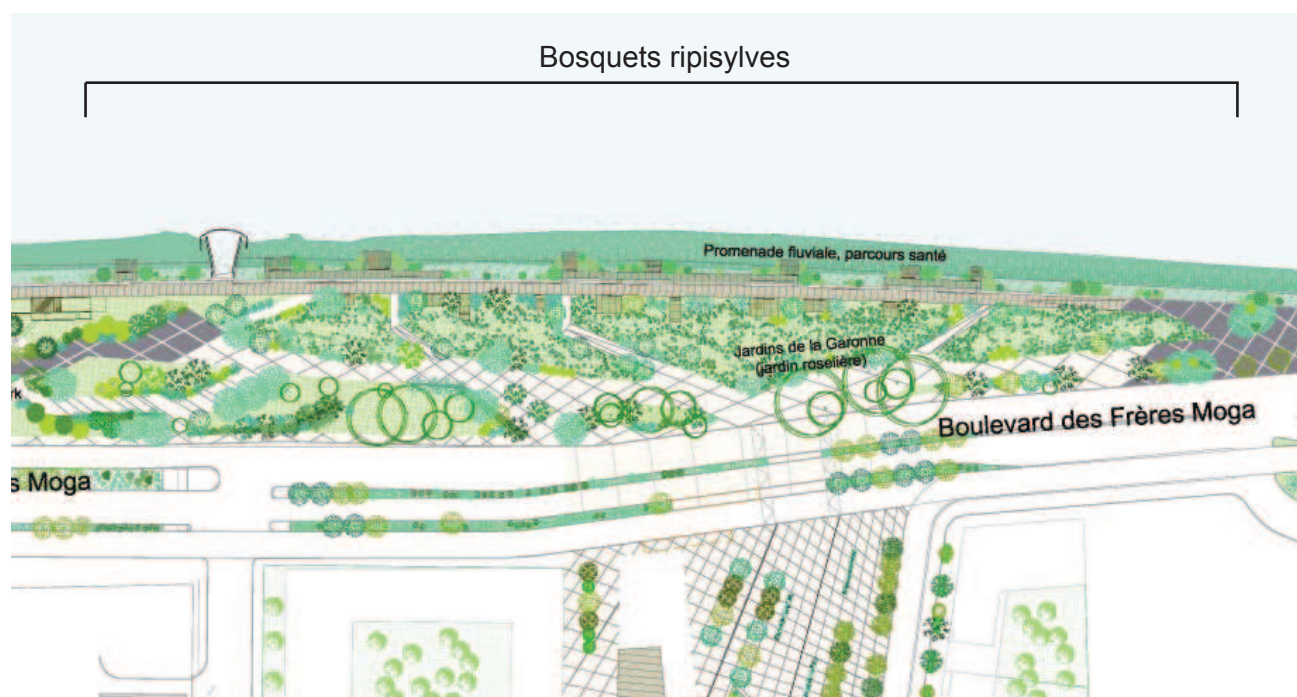 Bosquets ripisylves
Promenade fluviale, parcours santé
Jardins de la Garonne
(jardin roselière)
rk
Boulevard des Frères Moga
s Moga